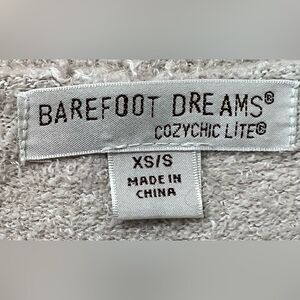 BAREFOOT DREAMS®
COZYCHIC LITE®
XS/S
MADE IN
CHINA